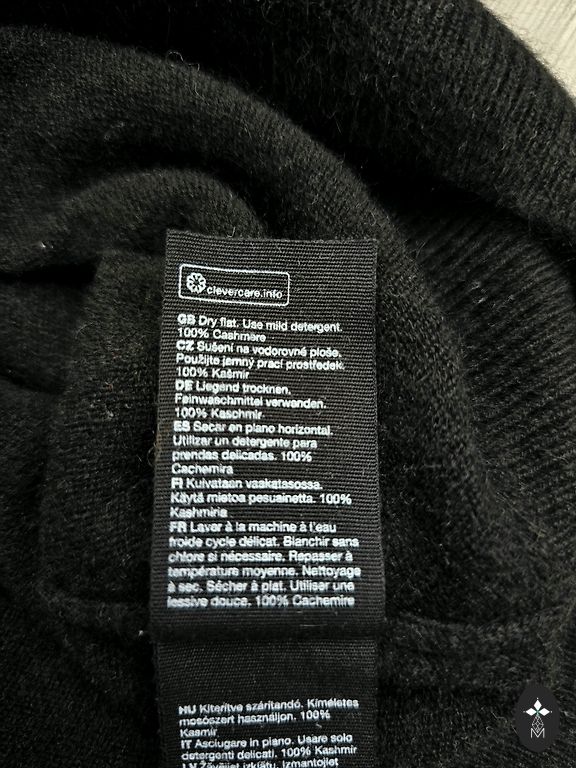 clevercare.info
GB Dry flat. Use mild detergent.
100% Cashmere
CZ Sušení na vodorovné ploše.
Použijte jemný prací prostředek.
100% Kašmír
DE Liegend trocknen.
Feinwaschmittel verwenden.
100% Kaschmir
ES Secar en plano horizontal.
Utilizar un detergente para
prendas delicadas. 100%
Cachemira
FI Kuivataan vaakatasossa.
Käytä mietoa pesuainetta. 100%
Kashmiria
FR Laver à la machine à l'eau
froide cycle délicat. Blanchir sans
chlore si nécessaire. Repasser à
température moyenne. Nettoyage
à sec. Sécher à plat. Utiliser une
lessive douce. 100% Cachemire
HU Kiterítve szárítandó. Kíméletes
mosószert használjon. 100%
Kasmír
IT Asciugare in piano. Usare solo
detergenti delicati. 100% Kashmir
Žāvējiet izklātu. Izmantojiet
M